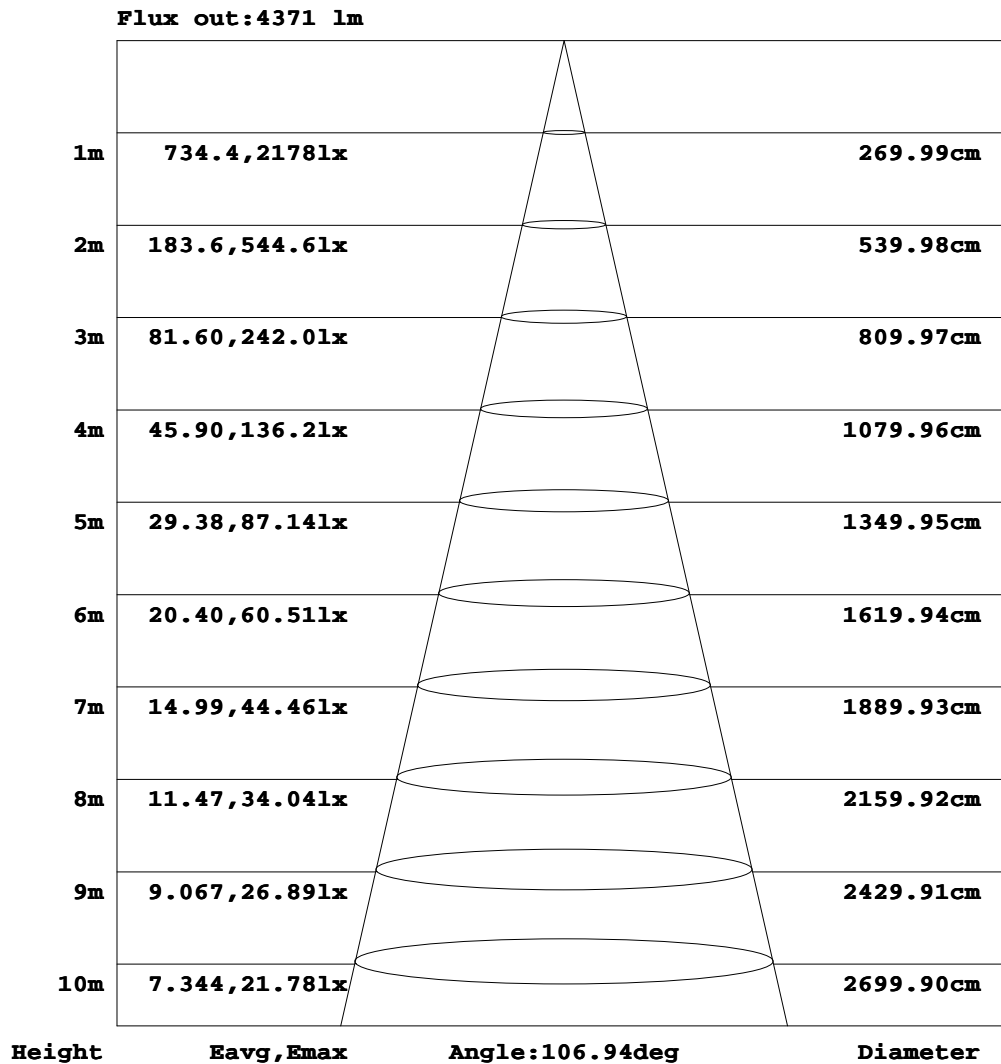 Flux out:4371 lm
1m 734.4,2178lx 269.99cm
2m 183.6,544.6lx 539.98cm
3m 81.60,242.0lx 809.97cm
4m 45.90,136.2lx 1079.96cm
5m 29.38,87.14lx 1349.95cm
6m 20.40,60.51lx 1619.94cm
7m 14.99,44.46lx 1889.93cm
8m 11.47,34.04lx 2159.92cm
9m 9.067,26.89lx 2429.91cm
10m 7.344,21.78lx 2699.90cm
Height Eavg,Emax Angle:106.94deg Diameter